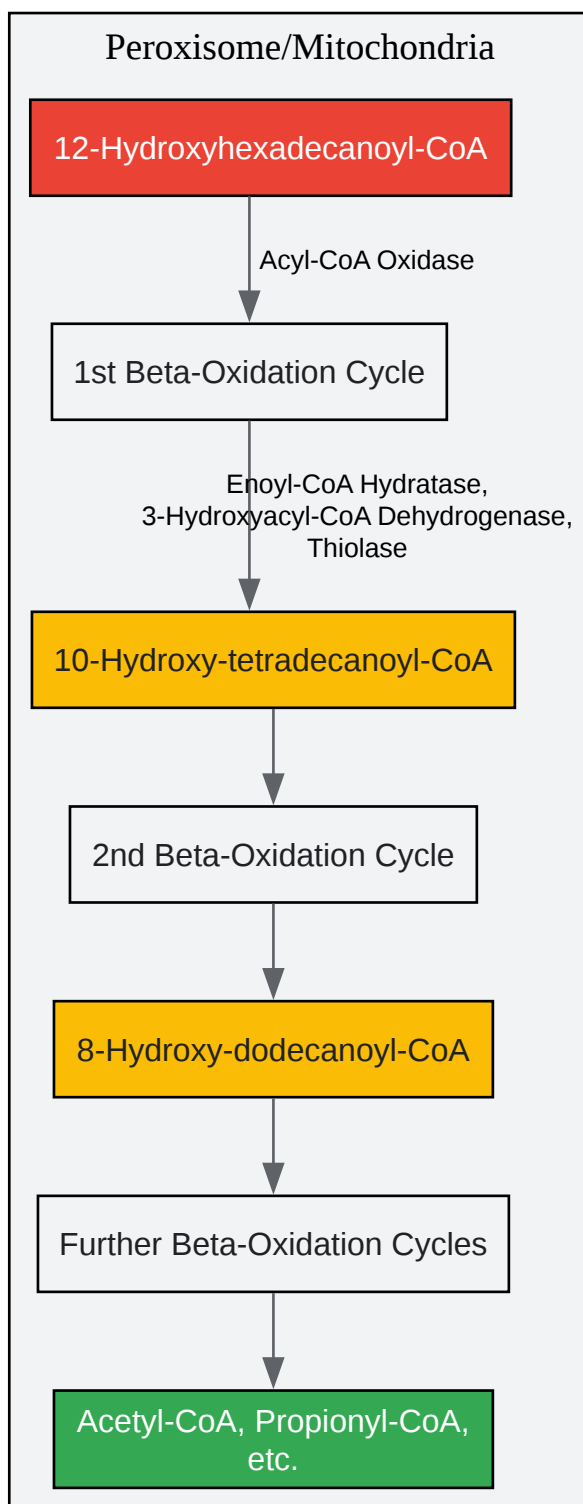 Peroxisome/Mitochondria
12-Hydroxyhexadecanoyl-CoA
Acyl-CoA Oxidase
1st Beta-Oxidation Cycle
Enoyl-CoA Hydratase,
3-Hydroxyacyl-CoA Dehydrogenase,
Thiolase
10-Hydroxy-tetradecanoyl-CoA
2nd Beta-Oxidation Cycle
8-Hydroxy-dodecanoyl-CoA
Further Beta-Oxidation Cycles
Acetyl-CoA, Propionyl-CoA,
etc.